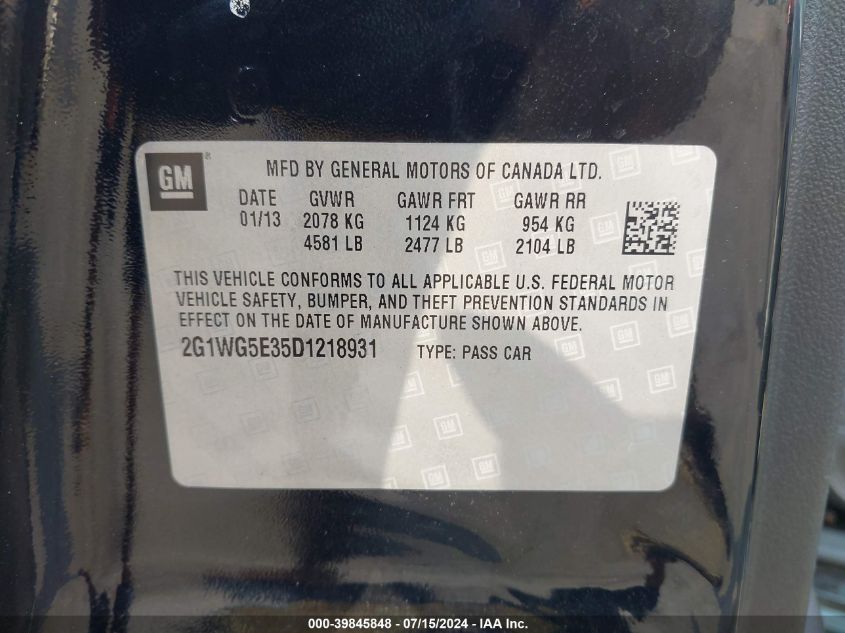 GM ® MFD BY GENERAL MOTORS OF CANADA LTD.
DATE GVWR GAWR FRT GAWR RR
01/13 2078 KG 1124 KG 954 KG
4581 LB 2477 LB 2104 LB
THIS VEHICLE CONFORMS TO ALL APPLICABLE U.S. FEDERAL MOTOR
VEHICLE SAFETY, BUMPER, AND THEFT PREVENTION STANDARDS IN
EFFECT ON THE DATE OF MANUFACTURE SHOWN ABOVE.
2G1WG5E35D1218931 TYPE: PASS CAR
000-39845848 - 07/15/2024 - IAA Inc.